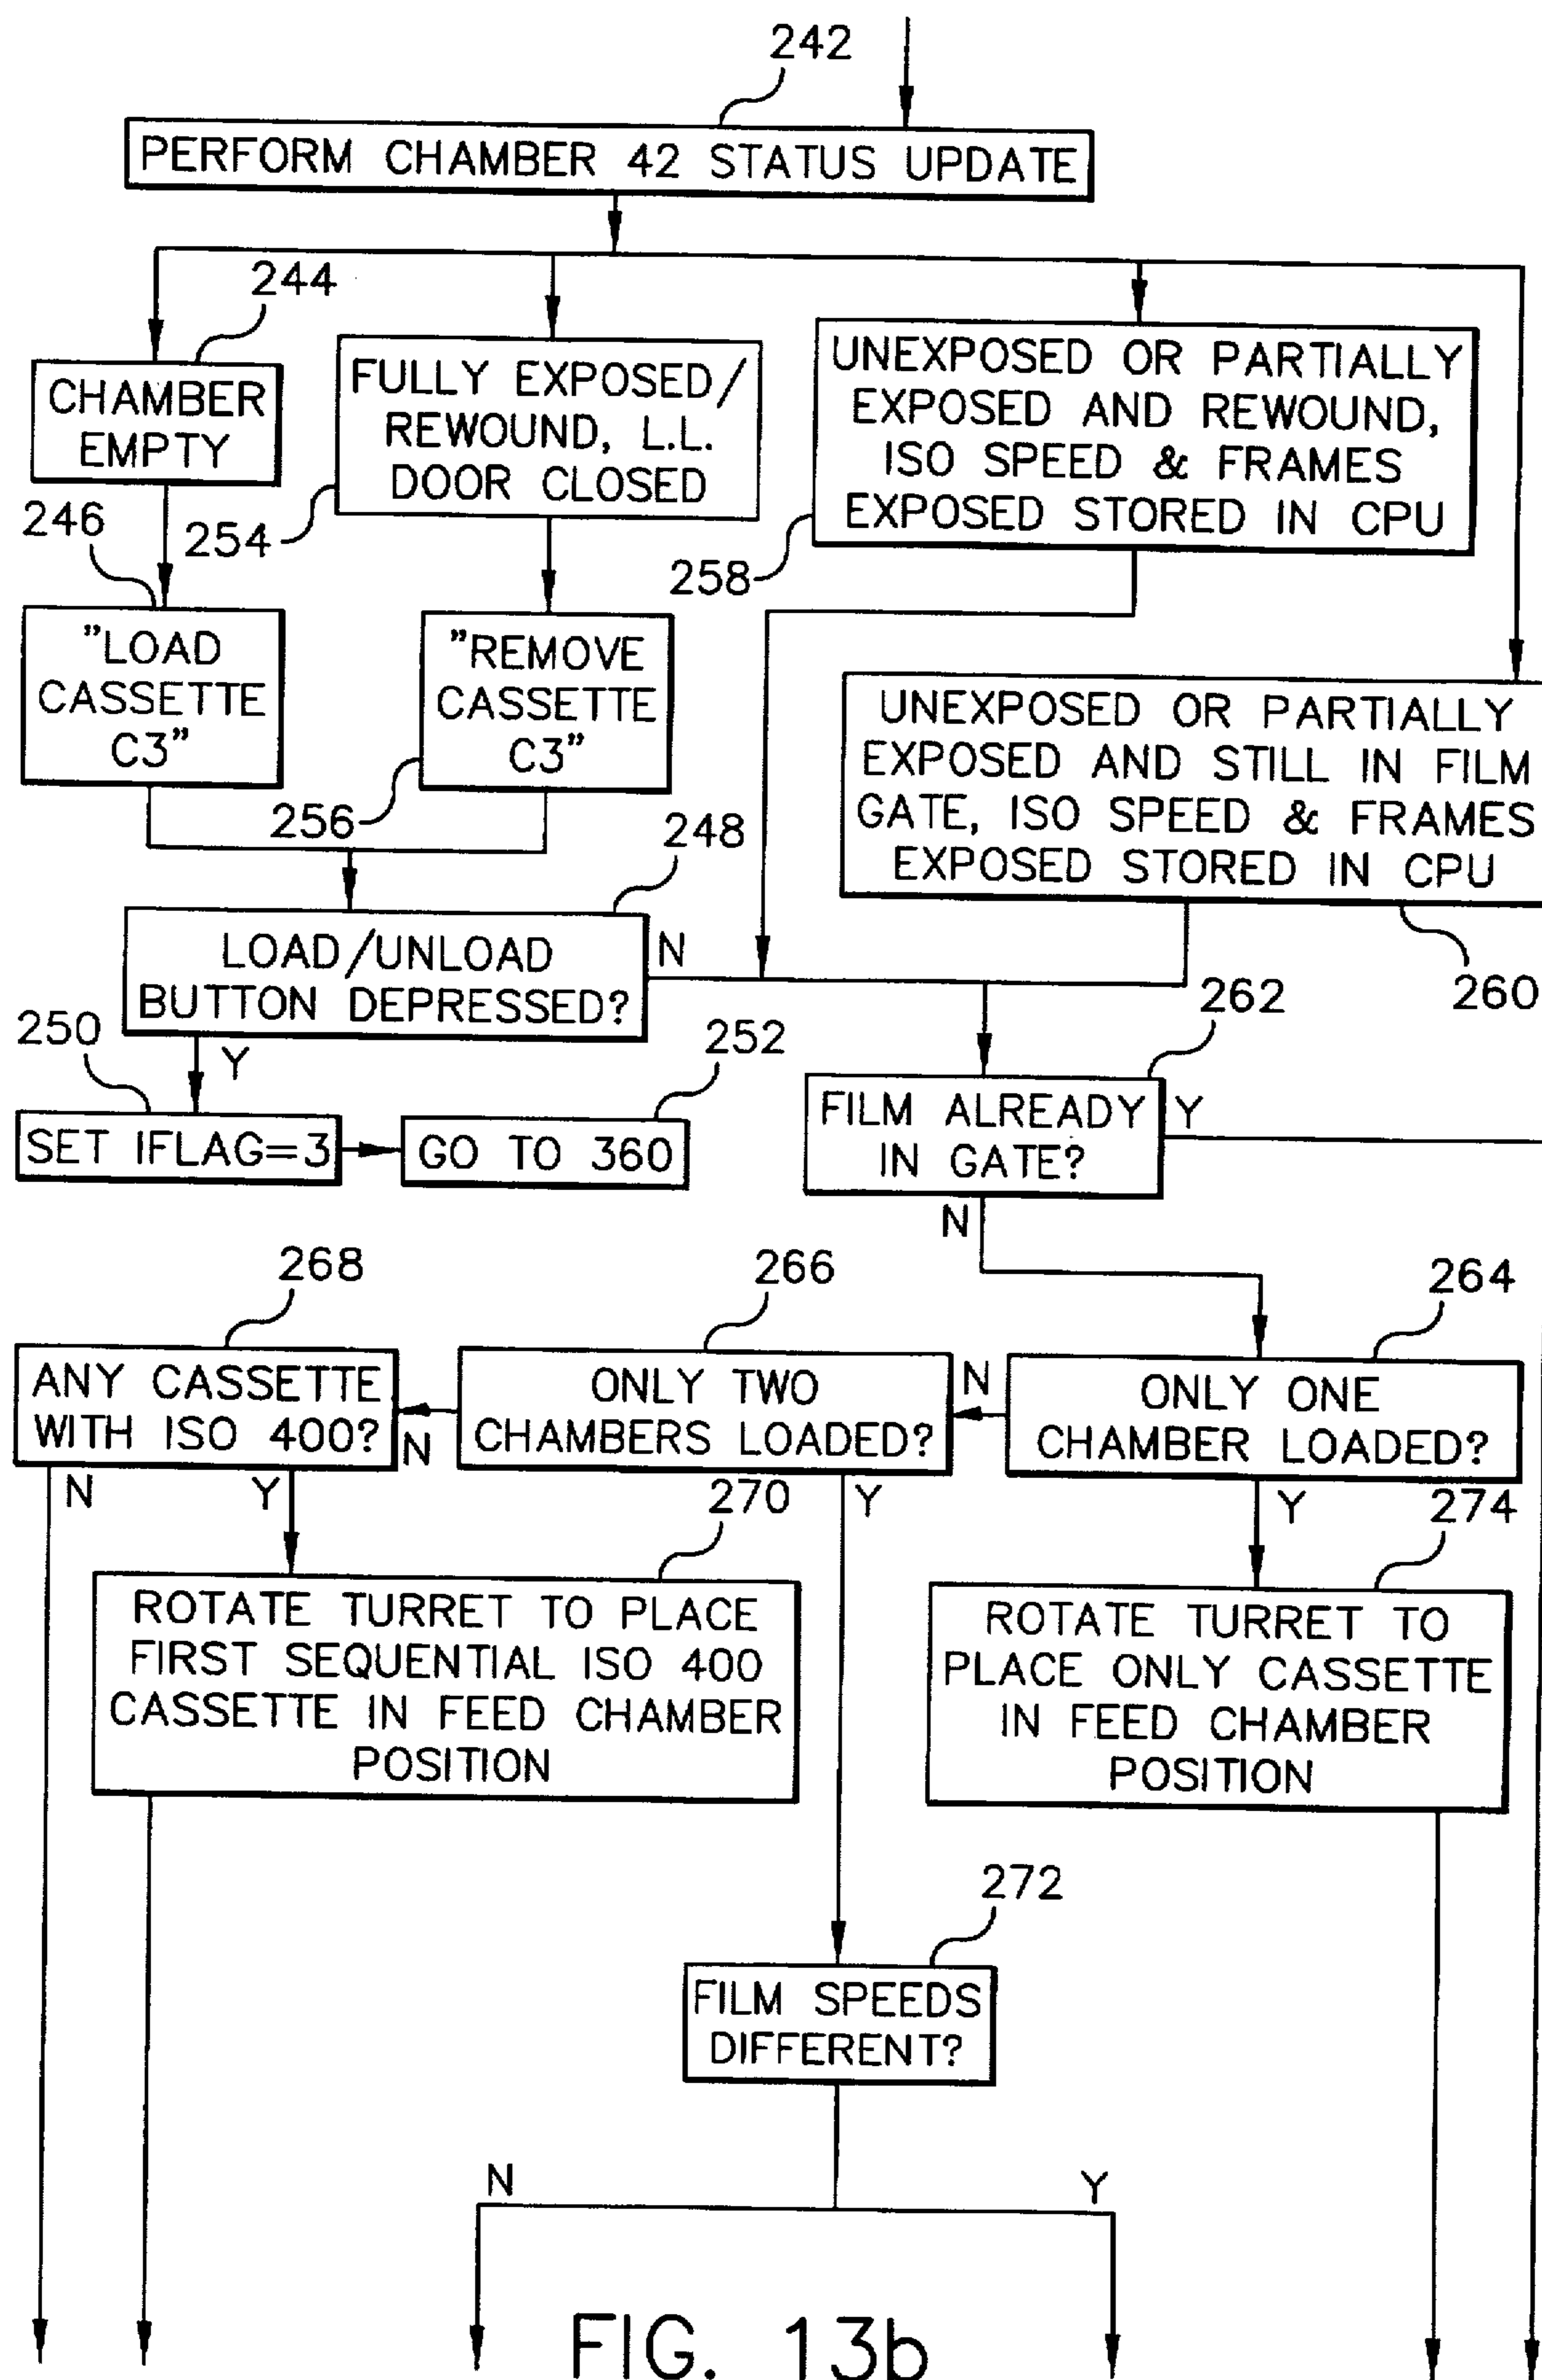 242
PERFORM CHAMBER 42 STATUS UPDATE
244
CHAMBER
EMPTY
FULLY EXPOSED/
REWOUND, L.L.
DOOR CLOSED
254
UNEXPOSED OR PARTIALLY
EXPOSED AND REWOUND,
ISO SPEED & FRAMES
EXPOSED STORED IN CPU
258
246
"LOAD
CASSETTE
C3"
"REMOVE
CASSETTE
C3"
256
UNEXPOSED OR PARTIALLY
EXPOSED AND STILL IN FILM
GATE, ISO SPEED & FRAMES
EXPOSED STORED IN CPU
260
248
LOAD/UNLOAD
BUTTON DEPRESSED?
N
Y
250
SET IFLAG=3
252
GO TO 360
262
FILM ALREADY
IN GATE?
Y
N
268
ANY CASSETTE
WITH ISO 400?
N
Y
266
ONLY TWO
CHAMBERS LOADED?
N
Y
264
ONLY ONE
CHAMBER LOADED?
N
Y
270
ROTATE TURRET TO PLACE
FIRST SEQUENTIAL ISO 400
CASSETTE IN FEED CHAMBER
POSITION
274
ROTATE TURRET TO
PLACE ONLY CASSETTE
IN FEED CHAMBER
POSITION
272
FILM SPEEDS
DIFFERENT?
N
Y
FIG. 13b